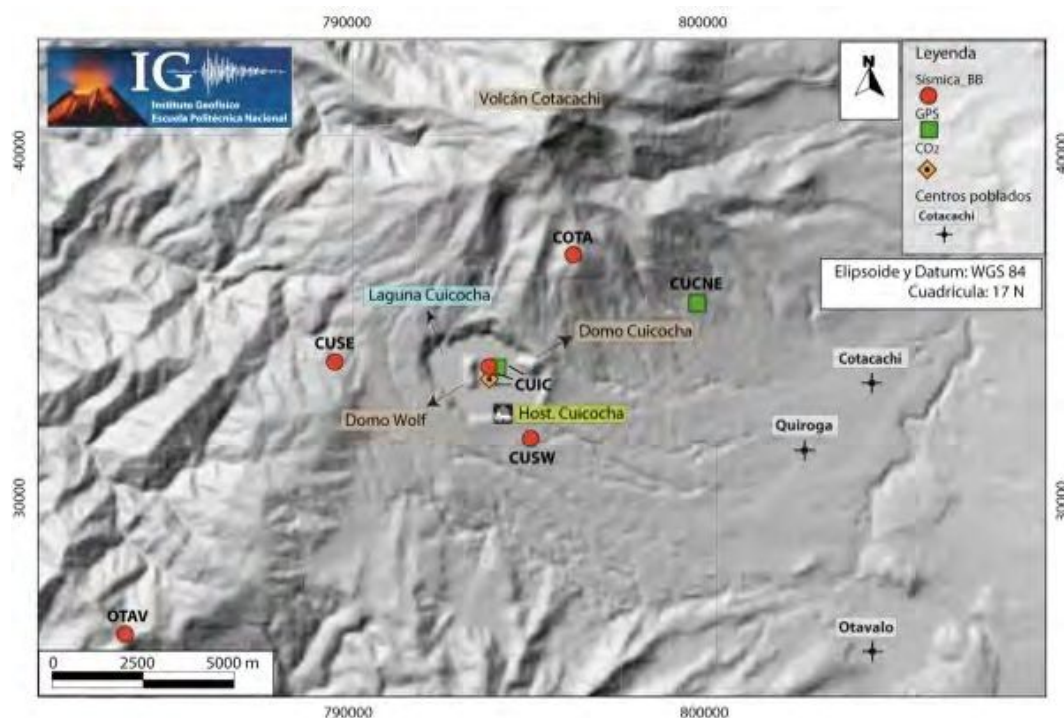 790000
800000
IG
Instituto Geofísico
Escuela Politécnica Nacional
N
Leyenda
Sísmica_BB
GPS
CO2
Centros poblados
Cotacachi
Elipsoide y Datum: WGS 84
Cuadricula: 17 N
Volcán Cotacachi
40000
40000
COTA
CUCNE
Laguna Cuicocha
Domo Cuicocha
CUSE
Cotacachi
CUIC
Domo Wolf
Host. Cuicocha
Quiroga
CUSW
30000
30000
OTAV
Otavalo
0 2500 5000 m
790000
800000